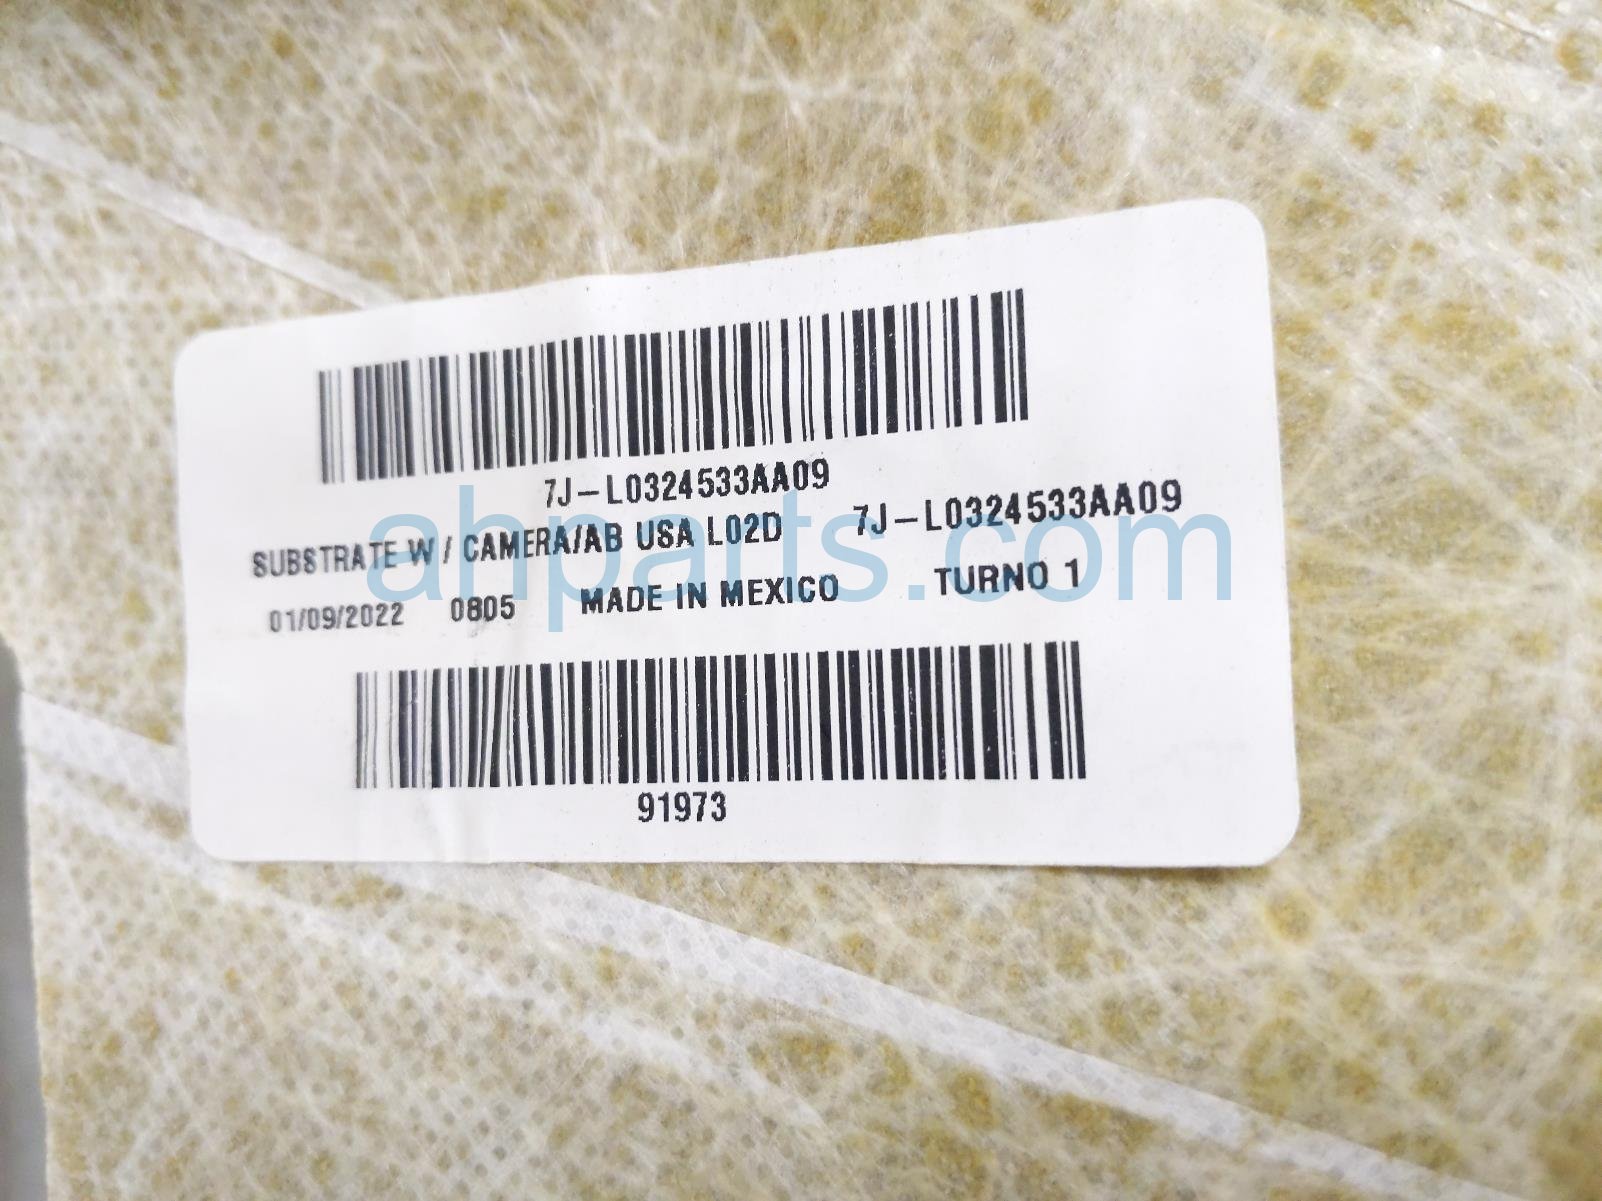 7J-L0324533AA09
SUBSTRATE W / CAMERA/AB USA L02D 7J-L0324533AA09
01/09/2022 0805 MADE IN MEXICO TURNO 1
91973
ahparts.com